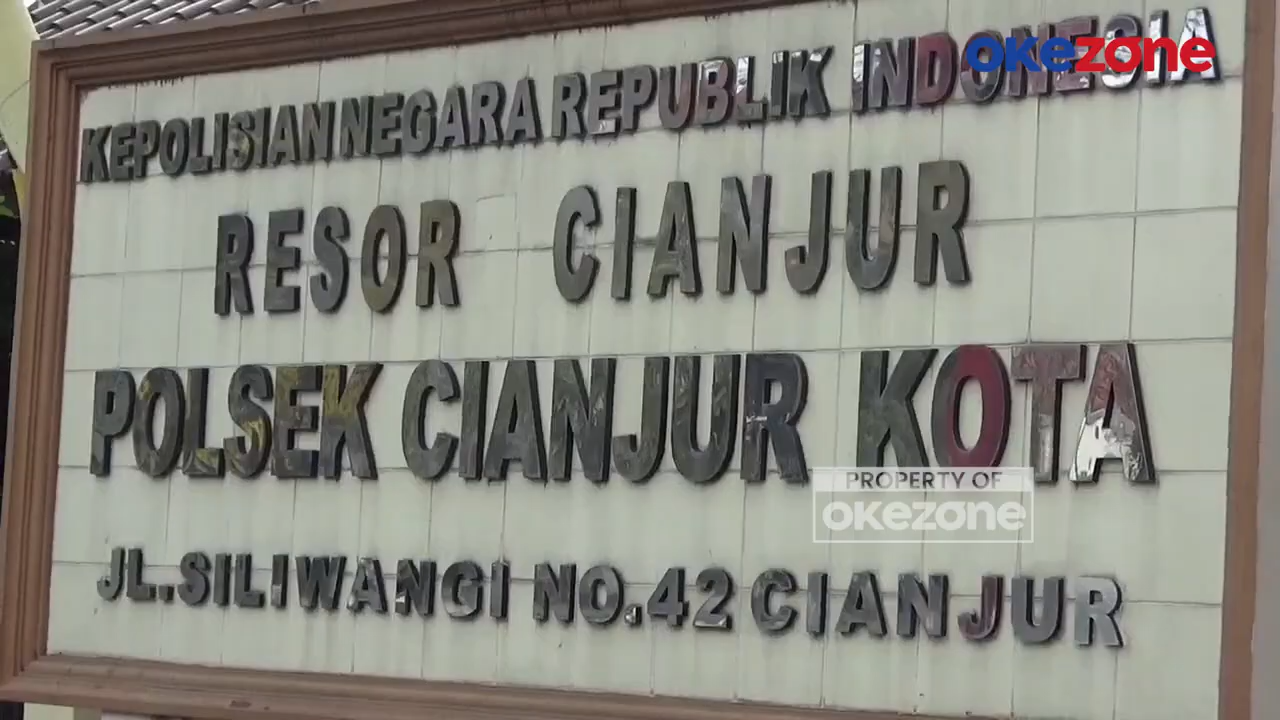 okezone
KEPOLISIAN NEGARA REPUBLIK INDONESIA
RESOR CIANJUR
POLSEK CIANJUR KOTA
PROPERTY OF
okezone
JL.SILIWANGI NO.42 CIANJUR